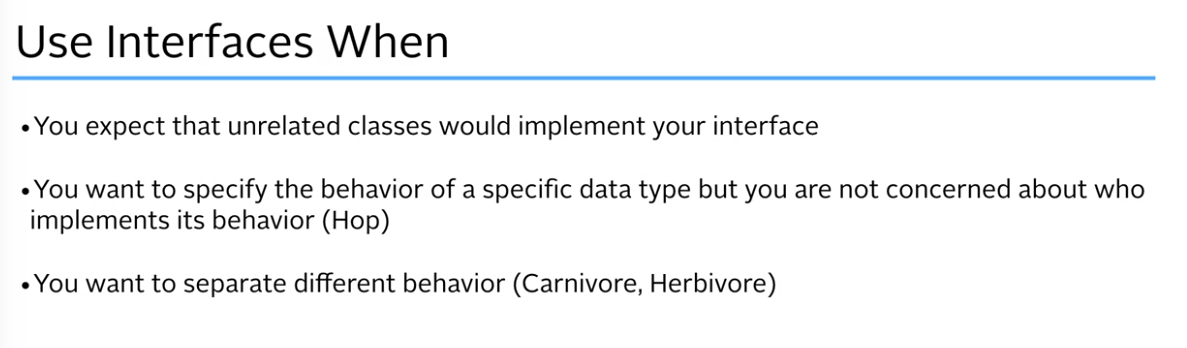 Use Interfaces When
•You expect that unrelated classes would implement your interface
•You want to specify the behavior of a specific data type but you are not concerned about who
implements its behavior (Hop)
•You want to separate different behavior (Carnivore, Herbivore)